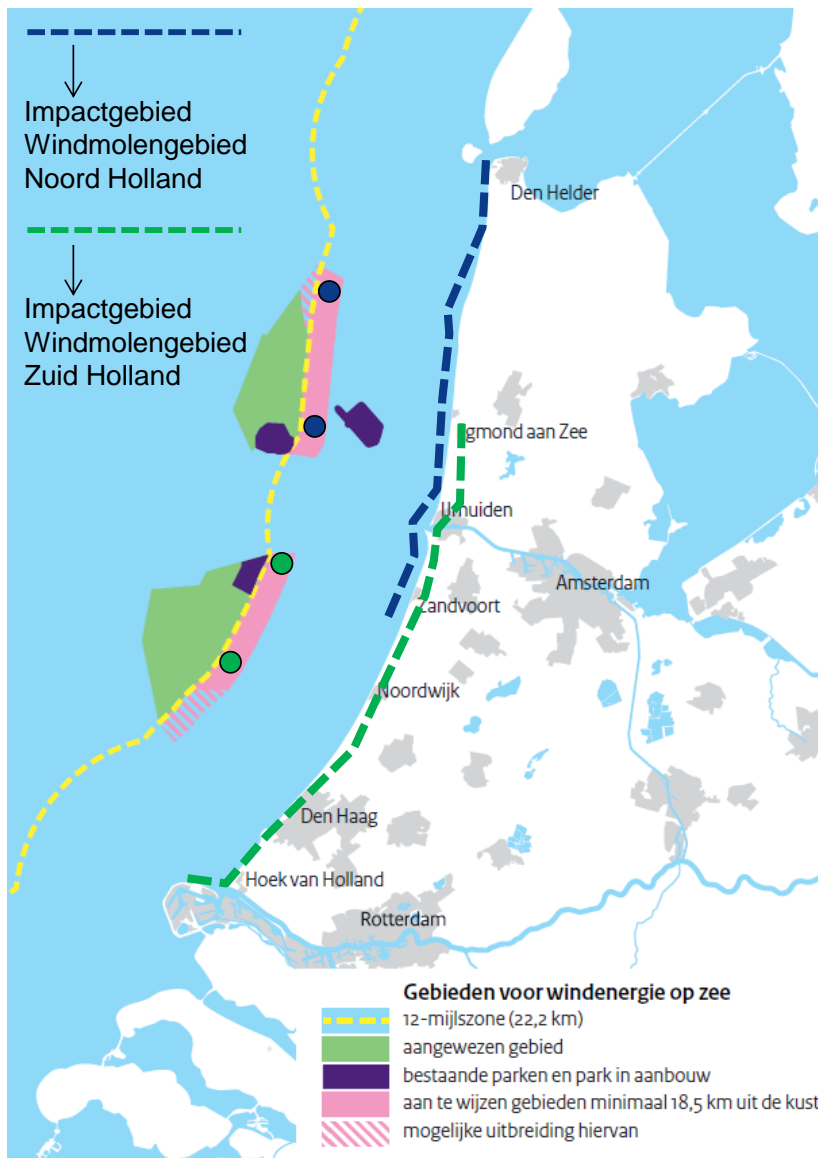 Impactgebied
Windmolengebied
Noord Holland
Impactgebied
Windmolengebied
Zuid Holland
Den Helder
gmond aan Zee
IJmuiden
Amsterdam
Zandvoort
Noordwijk
Den Haag
Hoek van Holland
Rotterdam
Gebieden voor windenergie op zee
12-mijlszone (22,2 km)
aangewezen gebied
bestaande parken en park in aanbouw
aan te wijzen gebieden minimaal 18,5 km uit de kust
mogelijke uitbreiding hiervan